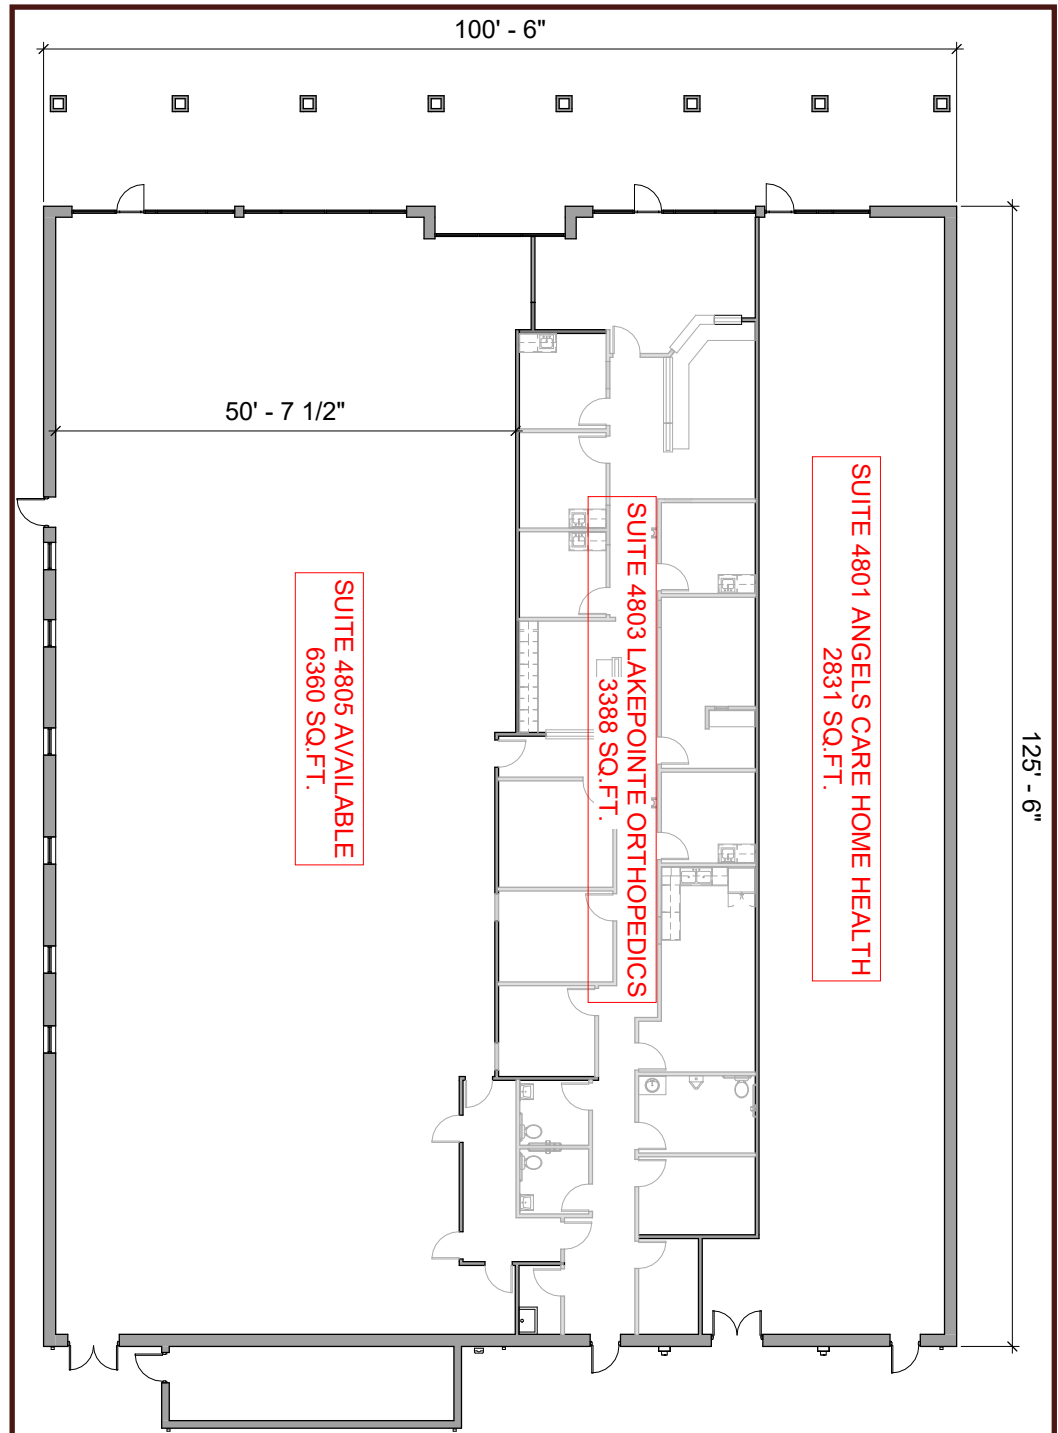 100' - 6"
50' - 7 1/2"
SUITE 4805 AVAILABLE
6360 SQ.FT.
SUITE 4803 LAKEPOINTE ORTHOPEDICS
3388 SQ.FT.
SUITE 4801 ANGELS CARE HOME HEALTH
2831 SQ.FT.
125' - 6"